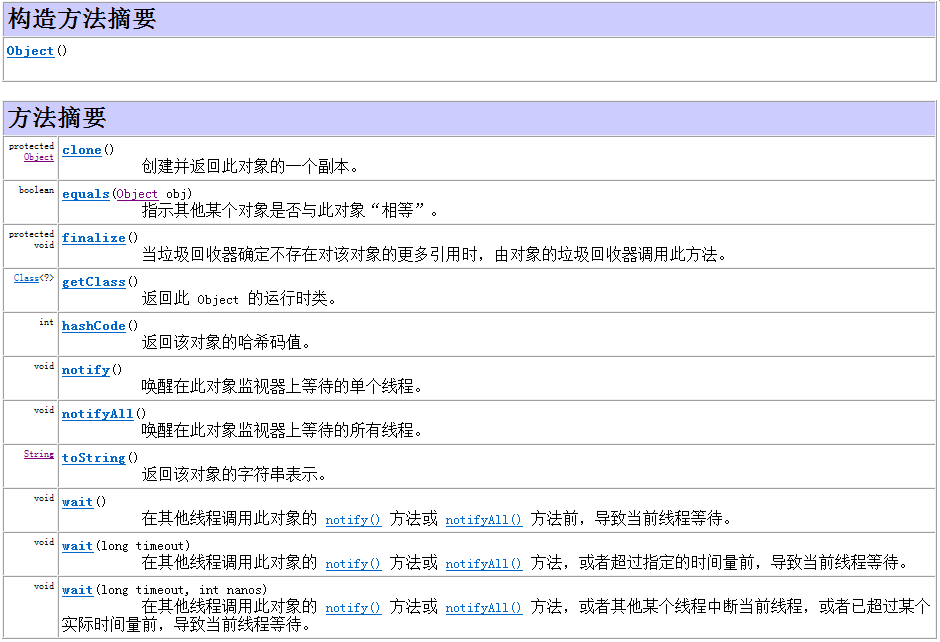 构造方法摘要
Object()
方法摘要
protected Object clone()
创建并返回此对象的一个副本。
boolean equals(Object obj)
指示其他某个对象是否与此对象“相等”。
protected void finalize()
当垃圾回收器确定不存在对该对象的更多引用时，由对象的垃圾回收器调用此方法。
Class<?> getClass()
返回此 Object 的运行时类。
int hashCode()
返回该对象的哈希码值。
void notify()
唤醒在此对象监视器上等待的单个线程。
void notifyAll()
唤醒在此对象监视器上等待的所有线程。
String toString()
返回该对象的字符串表示。
void wait()
在其他线程调用此对象的 notify() 方法或 notifyAll() 方法前，导致当前线程等待。
void wait(long timeout)
在其他线程调用此对象的 notify() 方法或 notifyAll() 方法，或者超过指定的时间量前，导致当前线程等待。
void wait(long timeout, int nanos)
在其他线程调用此对象的 notify() 方法或 notifyAll() 方法，或者其他某个线程中断当前线程，或者已超过某个
实际时间量前，导致当前线程等待。